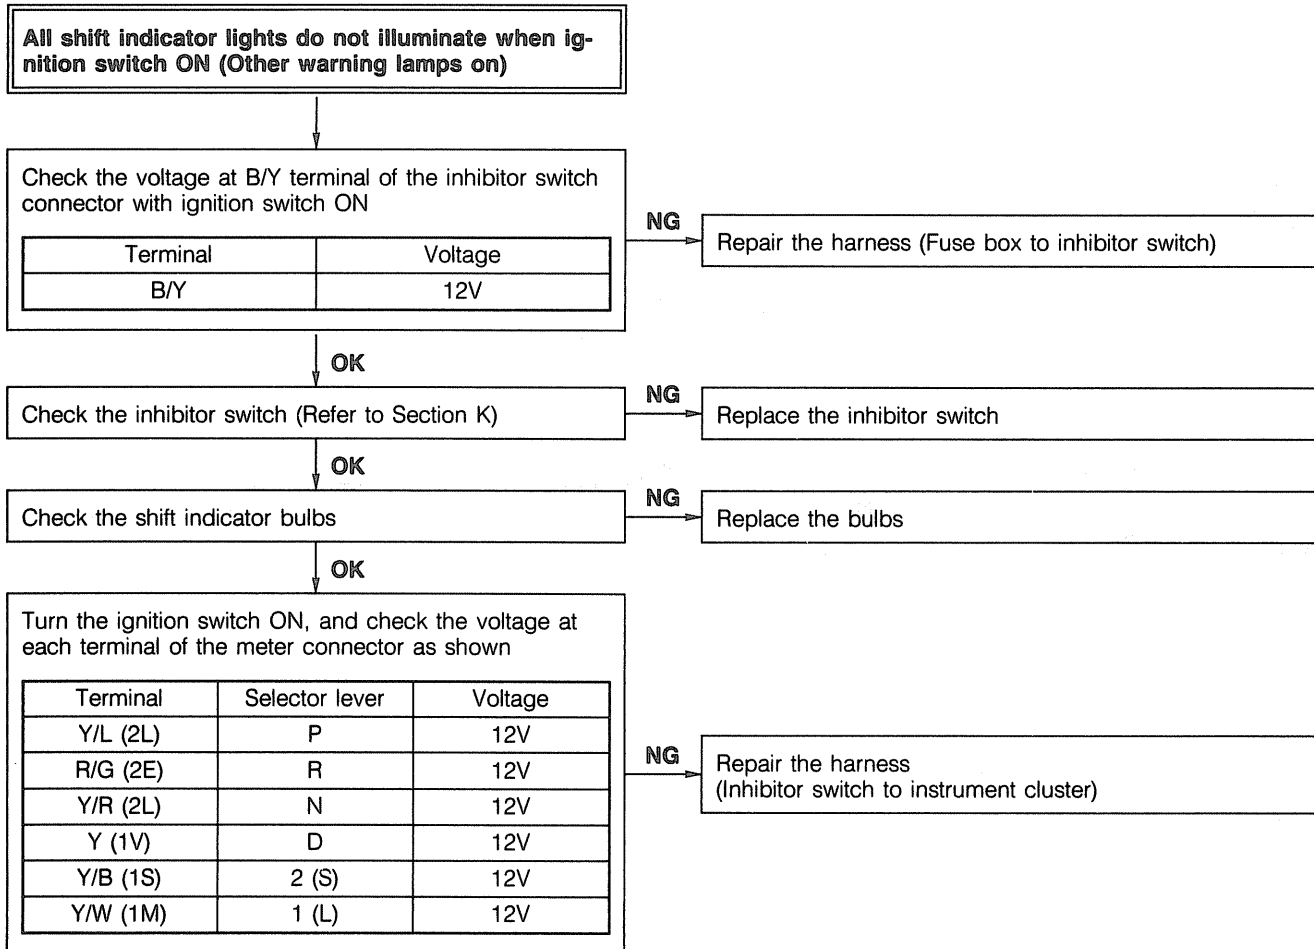 All shift indicator lights do not illuminate when ig-
nition switch ON (Other warning lamps on)
Check the voltage at B/Y terminal of the inhibitor switch
connector with ignition switch ON
Terminal Voltage
B/Y 12V
NG
Repair the harness (Fuse box to inhibitor switch)
OK
Check the inhibitor switch (Refer to Section K)
NG
Replace the inhibitor switch
OK
Check the shift indicator bulbs
NG
Replace the bulbs
OK
Turn the ignition switch ON, and check the voltage at
each terminal of the meter connector as shown
Terminal Selector lever Voltage
Y/L (2L) P 12V
R/G (2E) R 12V
Y/R (2L) N 12V
Y (1V) D 12V
Y/B (1S) 2 (S) 12V
Y/W (1M) 1 (L) 12V
NG
Repair the harness
(Inhibitor switch to instrument cluster)